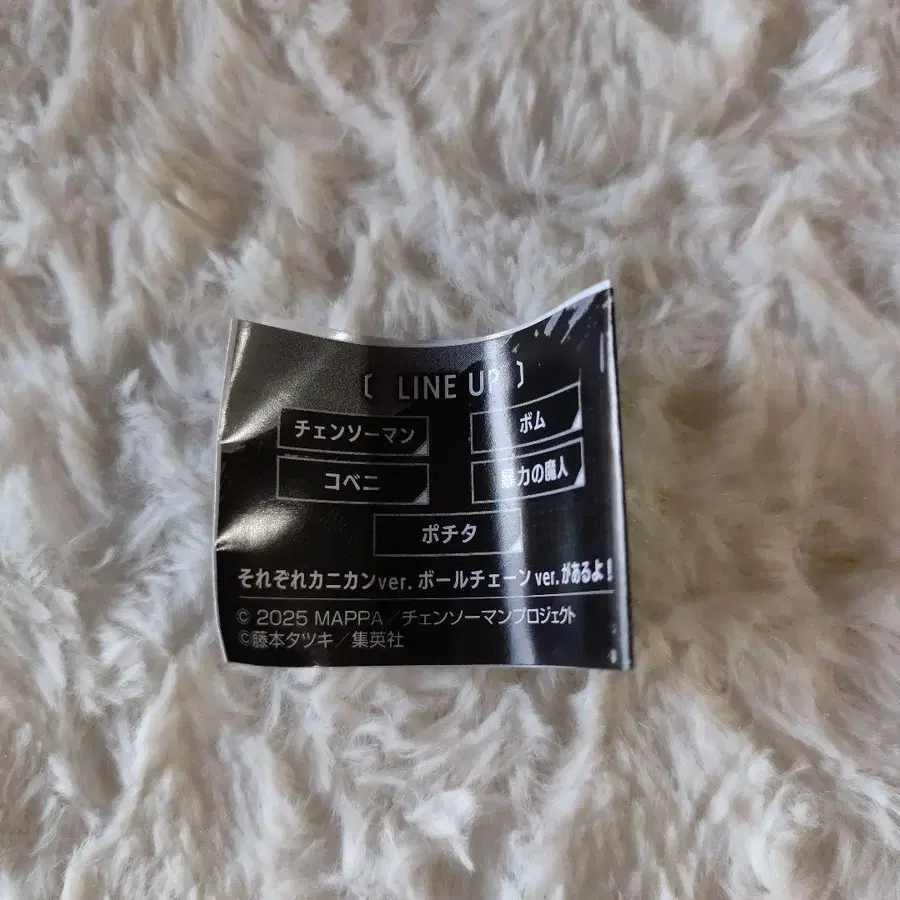 〔 LINE UP 〕
チェンソーマン ボム
コベニ 暴力の魔人
ポチタ
それぞれカニカンver. ボールチェーンver.があるよ!
© 2025 MAPPA／チェンソーマンプロジェクト
©藤本タツキ／集英社